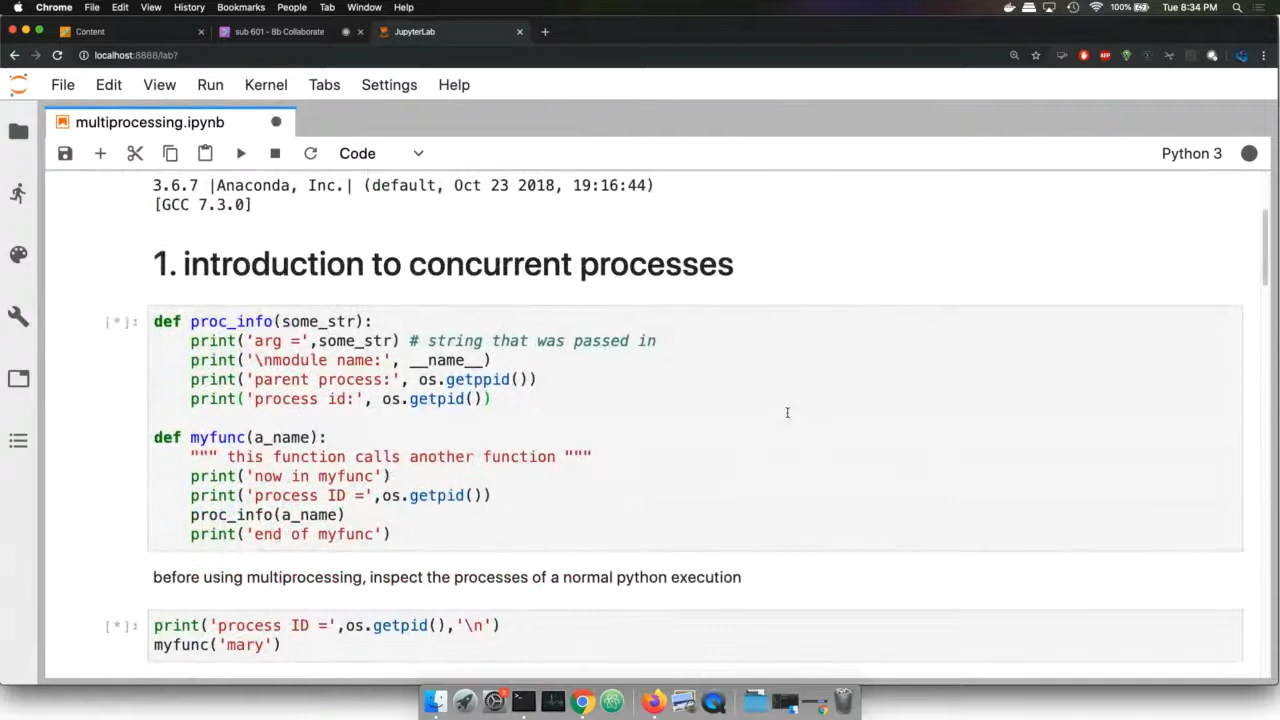 Chrome File Edit View History Bookmarks People Tab Window Help 100% Tue 8:34 PM
Content sub 601 - Bb Collaborate JupyterLab
localhost:8888/lab?
File Edit View Run Kernel Tabs Settings Help
multiprocessing.ipynb
Code Python 3
3.6.7 |Anaconda, Inc.| (default, Oct 23 2018, 19:16:44)
[GCC 7.3.0]
1. introduction to concurrent processes
[*]: def proc_info(some_str):
print('arg =',some_str) # string that was passed in
print('\nmodule name:', __name__)
print('parent process:', os.getppid())
print('process id:', os.getpid())
def myfunc(a_name):
""" this function calls another function """
print('now in myfunc')
print('process ID =',os.getpid())
proc_info(a_name)
print('end of myfunc')
before using multiprocessing, inspect the processes of a normal python execution
[*]: print('process ID =',os.getpid(),'\n')
myfunc('mary')